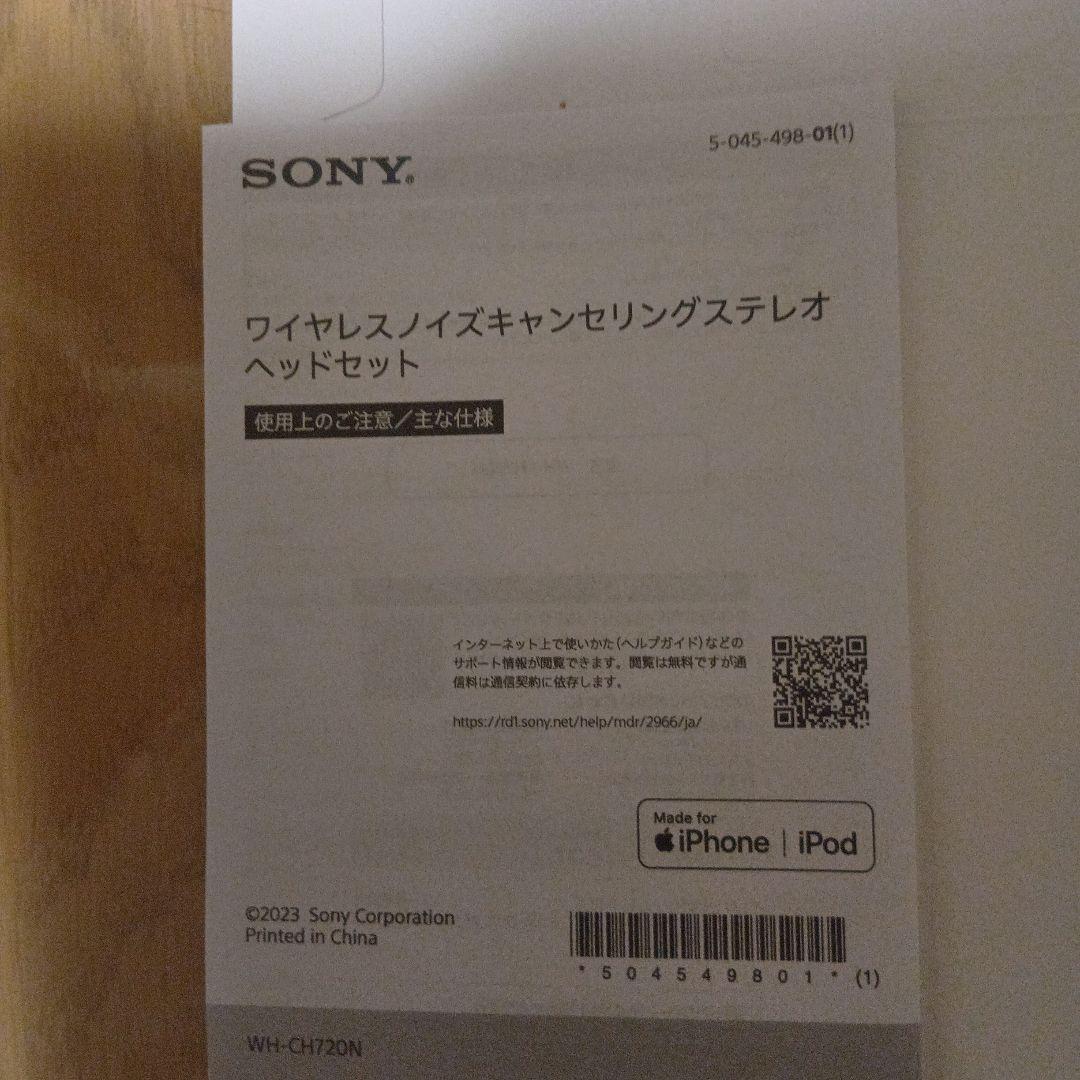 5-045-498-01(1)
SONY®
ワイヤレスノイズキャンセリングステレオ
ヘッドセット
使用上のご注意／主な仕様
インターネット上で使いかた（ヘルプガイド）などの
サポート情報が閲覧できます。閲覧は無料ですが通
信料は通信契約に依存します。
https://rd1.sony.net/help/mdr/2966/ja/
Made for
iPhone | iPod
©2023 Sony Corporation
Printed in China
*504549801* (1)
WH-CH720N